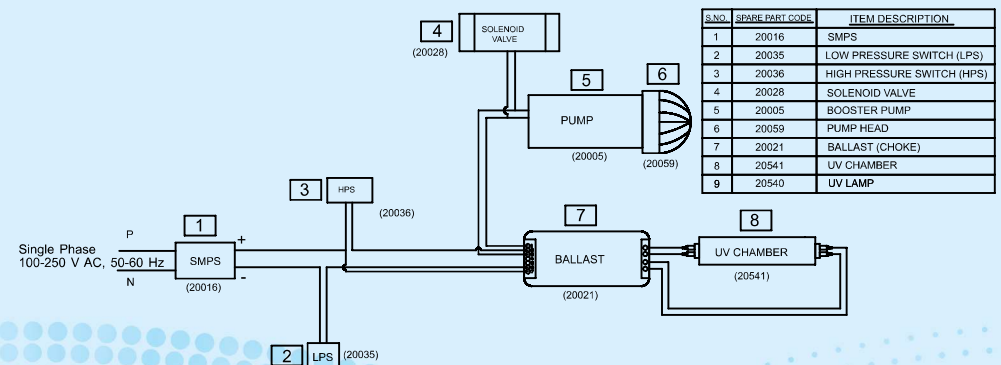 4
(20028)
SOLENOID
VALVE
5
6
PUMP
(20005)
(20059)
S.NO. SPARE PART CODE ITEM DESCRIPTION
1 20016 SMPS
2 20035 LOW PRESSURE SWITCH (LPS)
3 20036 HIGH PRESSURE SWITCH (HPS)
4 20028 SOLENOID VALVE
5 20005 BOOSTER PUMP
6 20059 PUMP HEAD
7 20021 BALLAST (CHOKE)
8 20541 UV CHAMBER
9 20540 UV LAMP
3
HPS
(20036)
1
7
8
P
Single Phase
100-250 V AC, 50-60 Hz
N
SMPS
+
-
(20016)
BALLAST
(20021)
UV CHAMBER
(20541)
2
LPS
(20035)